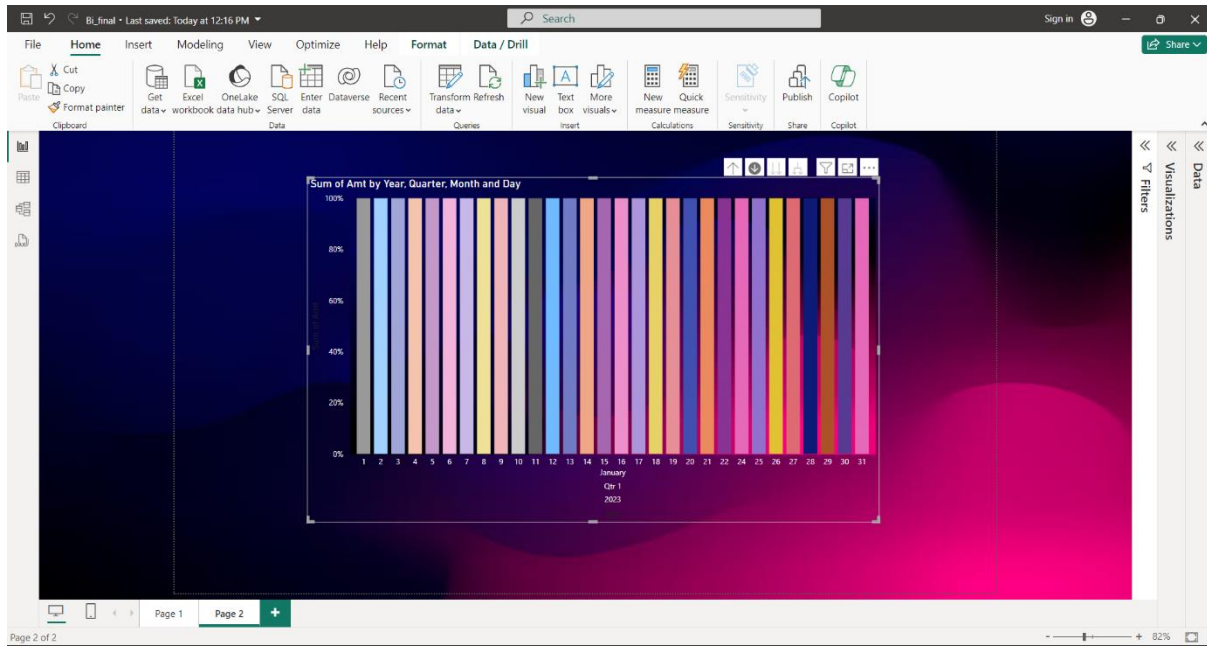 Bi_final • Last saved: Today at 12:16 PM
Search
Sign in
File Home Insert Modeling View Optimize Help Format Data / Drill
Share
Paste
Cut
Copy
Format painter
Clipboard
Get data
Excel workbook
OneLake data hub
SQL Server
Enter data
Dataverse
Recent sources
Data
Transform data
Refresh
Queries
New visual
Text box
More visuals
Insert
New measure
Quick measure
Calculations
Sensitivity
Sensitivity
Publish
Share
Copilot
Copilot
Sum of Amt by Year, Quarter, Month and Day
100%
80%
60%
40%
20%
0%
Sum of Amt
1 2 3 4 5 6 7 8 9 10 11 12 13 14 15 16 17 18 19 20 21 22 24 25 26 27 28 29 30 31
January
Qtr 1
2023
Filters
Visualizations
Data
Page 1
Page 2
Page 2 of 2
82%